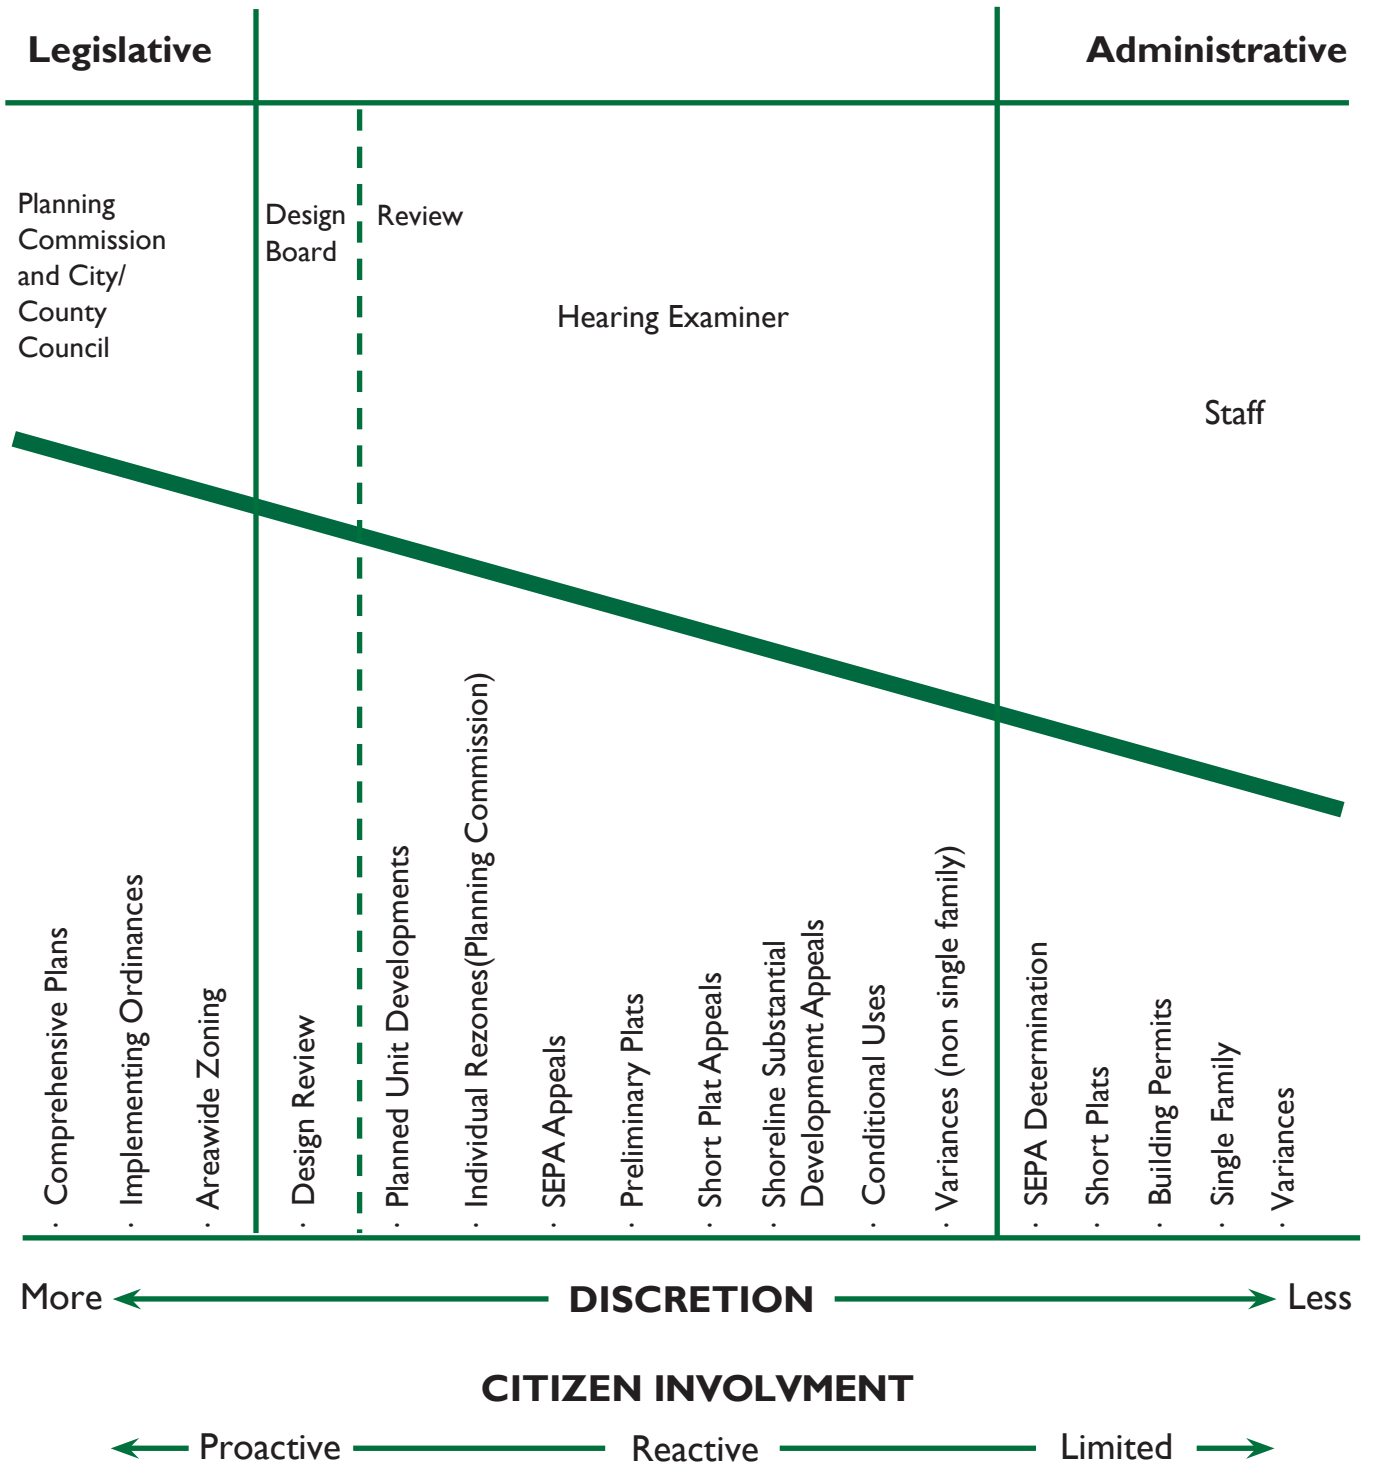 Legislative
Administrative
Planning
Commission
and City/
County
Council
Design
Board
Review
Hearing Examiner
Staff
· Comprehensive Plans
· Implementing Ordinances
· Areawide Zoning
· Design Review
· Planned Unit Developments
· Individual Rezones(Planning Commission)
· SEPA Appeals
· Preliminary Plats
· Short Plat Appeals
· Shoreline Substantial
Developmemt Appeals
· Conditional Uses
· Variances (non single family)
· SEPA Determination
· Short Plats
· Building Permits
· Single Family
· Variances
More DISCRETION Less
CITIZEN INVOLVMENT
Proactive Reactive Limited